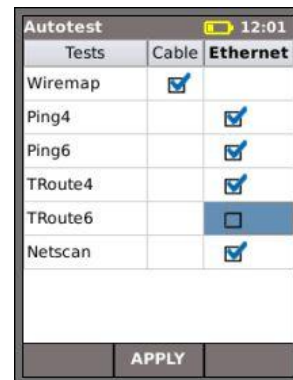 Autotest 12:01
Tests Cable Ethernet
Wiremap
Ping4
Ping6
TRoute4
TRoute6
Netscan
APPLY